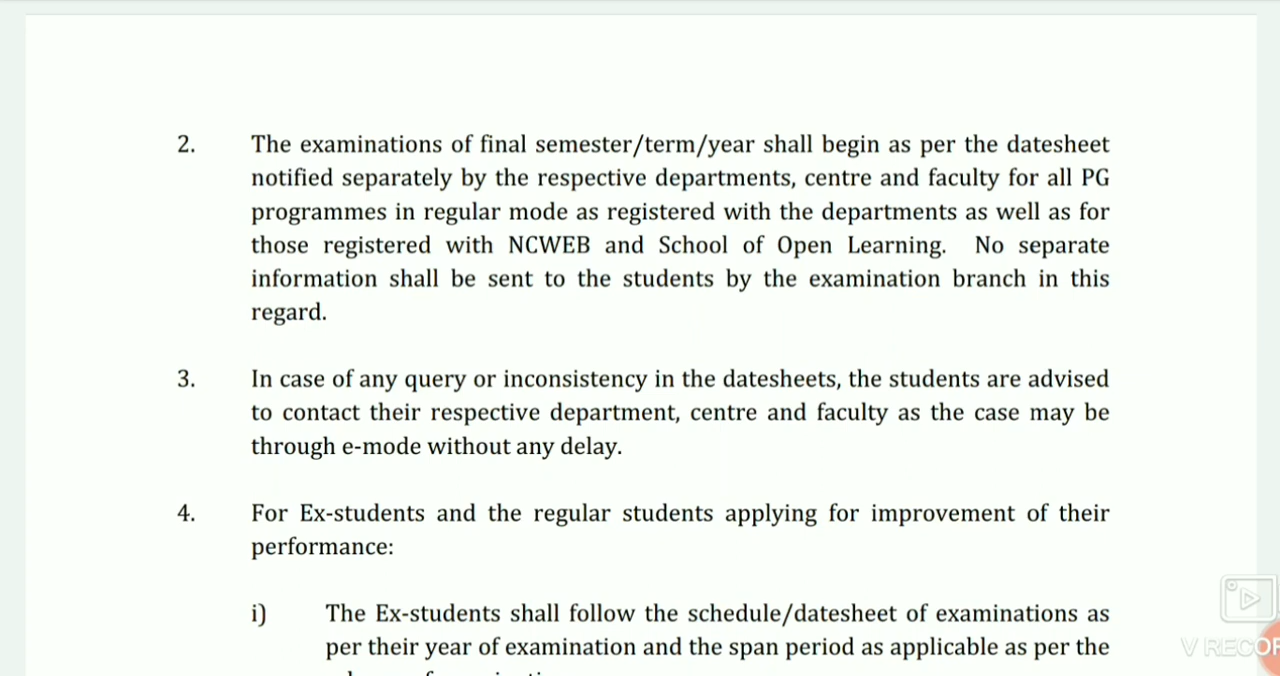 2. The examinations of final semester/term/year shall begin as per the datesheet
notified separately by the respective departments, centre and faculty for all PG
programmes in regular mode as registered with the departments as well as for
those registered with NCWEB and School of Open Learning. No separate
information shall be sent to the students by the examination branch in this
regard.
3. In case of any query or inconsistency in the datesheets, the students are advised
to contact their respective department, centre and faculty as the case may be
through e-mode without any delay.
4. For Ex-students and the regular students applying for improvement of their
performance:
i) The Ex-students shall follow the schedule/datesheet of examinations as
per their year of examination and the span period as applicable as per the
V RECOR